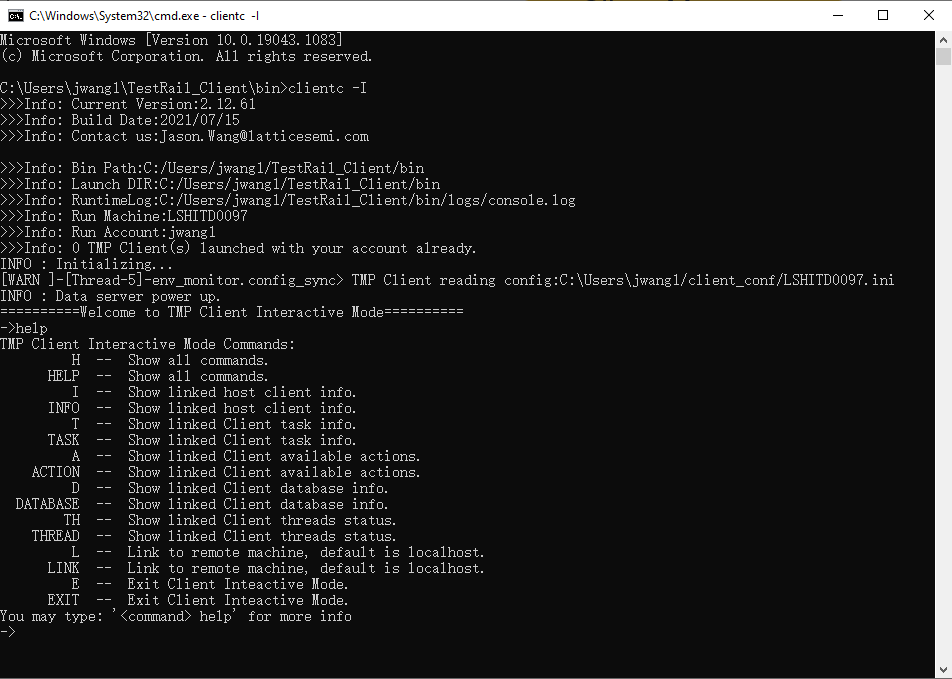 C:\Windows\System32\cmd.exe - clientc -I
Microsoft Windows [Version 10.0.19043.1083]
(c) Microsoft Corporation. All rights reserved.
C:\Users\jwang1\TestRail_Client\bin>clientc -I
>>>Info: Current Version:2.12.61
>>>Info: Build Date:2021/07/15
>>>Info: Contact us:Jason.Wang@latticesemi.com
>>>Info: Bin Path:C:/Users/jwang1/TestRail_Client/bin
>>>Info: Launch DIR:C:/Users/jwang1/TestRail_Client/bin
>>>Info: RuntimeLog:C:/Users/jwang1/TestRail_Client/bin/logs/console.log
>>>Info: Run Machine:LSHITD0097
>>>Info: Run Account:jwang1
>>>Info: 0 TMP Client(s) launched with your account already.
INFO : Initializing...
[WARN ]-[Thread-5]-env_monitor.config_sync> TMP Client reading config:C:\Users\jwang1/client_conf/LSHITD0097.ini
INFO : Data server power up.
==========Welcome to TMP Client Interactive Mode==========
->help
TMP Client Interactive Mode Commands:
H -- Show all commands.
HELP -- Show all commands.
I -- Show linked host client info.
INFO -- Show linked host client info.
T -- Show linked Client task info.
TASK -- Show linked Client task info.
A -- Show linked Client available actions.
ACTION -- Show linked Client available actions.
D -- Show linked Client database info.
DATABASE -- Show linked Client database info.
TH -- Show linked Client threads status.
THREAD -- Show linked Client threads status.
L -- Link to remote machine, default is localhost.
LINK -- Link to remote machine, default is localhost.
E -- Exit Client Inteactive Mode.
EXIT -- Exit Client Inteactive Mode.
You may type: '<command> help' for more info
->